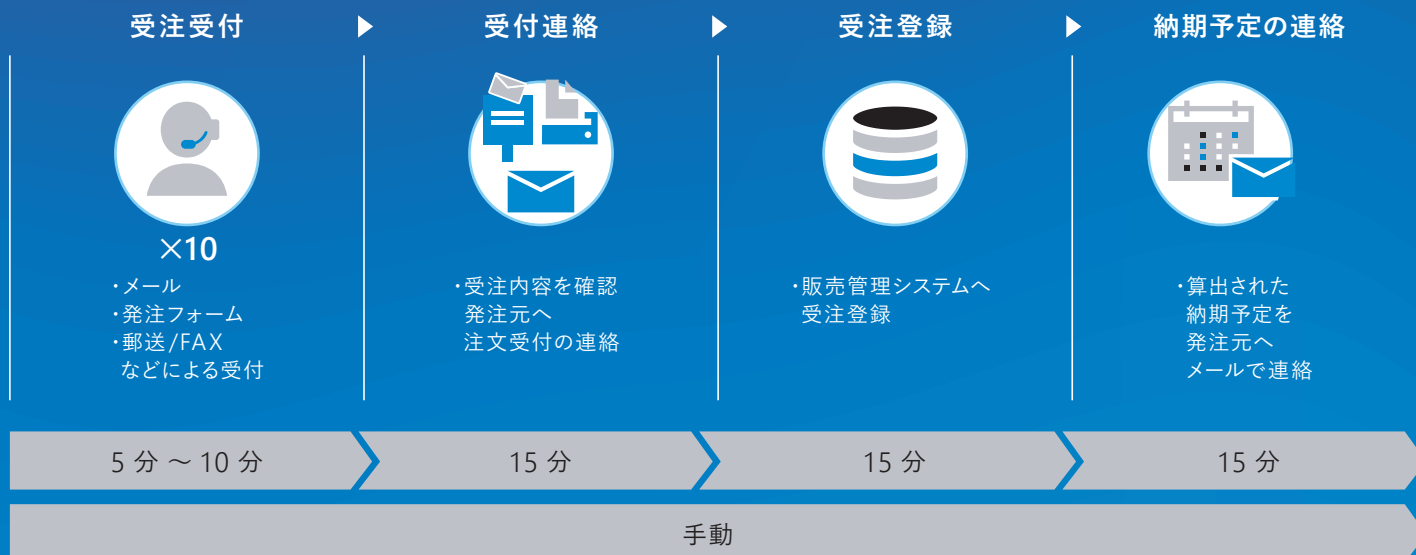 受注受付
受付連絡
受注登録
納期予定の連絡
×10
・メール
・発注フォーム
・郵送/FAX
などによる受付
・受注内容を確認
発注元へ
注文受付の連絡
・販売管理システムへ
受注登録
・算出された
納期予定を
発注元へ
メールで連絡
5 分 ～ 10 分
15 分
15 分
15 分
手動